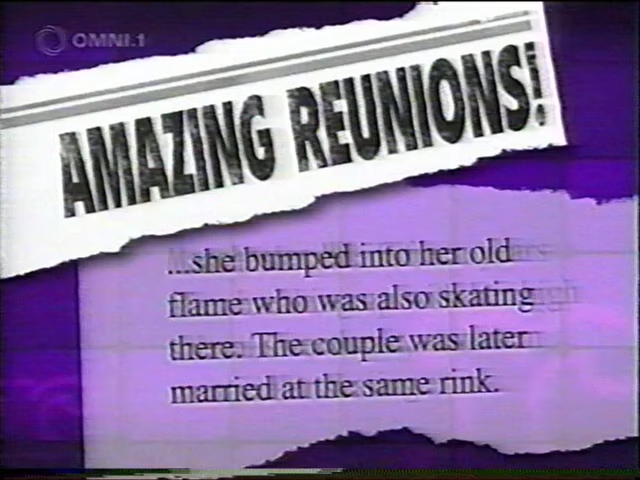 OMNI.1
AMAZING REUNIONS!
...she bumped into her old
flame who was also skating
there. The couple was later
married at the same rink.